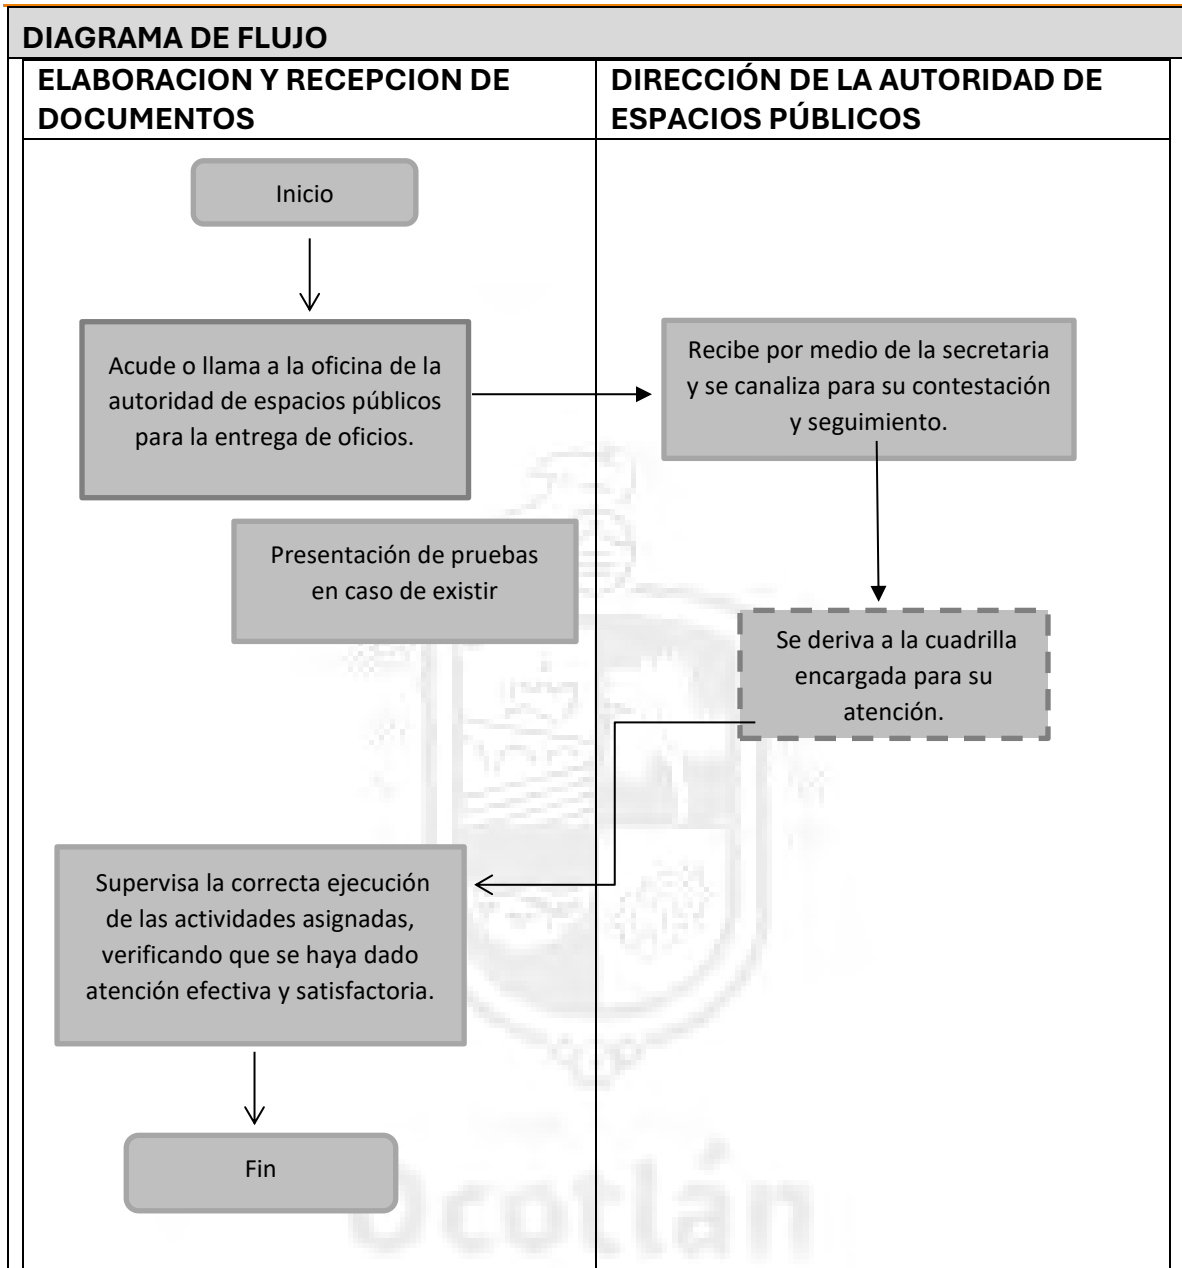 DIAGRAMA DE FLUJO
ELABORACION Y RECEPCION DE
DOCUMENTOS
DIRECCIÓN DE LA AUTORIDAD DE
ESPACIOS PÚBLICOS
Inicio
Acude o llama a la oficina de la
autoridad de espacios públicos
para la entrega de oficios.
Recibe por medio de la secretaria
y se canaliza para su contestación
y seguimiento.
Presentación de pruebas
en caso de existir
Se deriva a la cuadrilla
encargada para su
atención.
Supervisa la correcta ejecución
de las actividades asignadas,
verificando que se haya dado
atención efectiva y satisfactoria.
Fin
Ocotlán